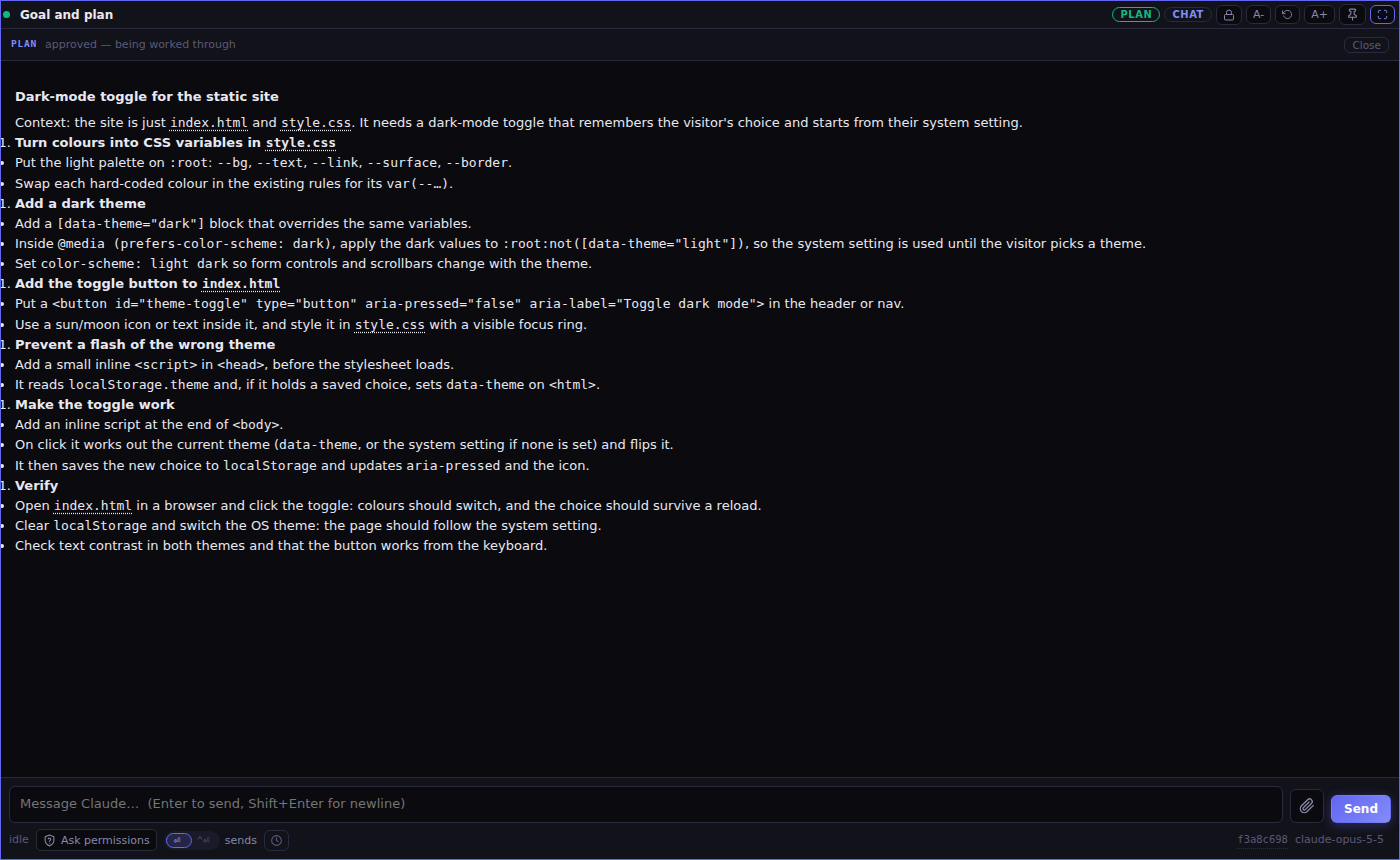 Goal and plan
PLAN CHAT A- A+
PLAN approved — being worked through Close
Dark-mode toggle for the static site
Context: the site is just index.html and style.css. It needs a dark-mode toggle that remembers the visitor's choice and starts from their system setting.
1. Turn colours into CSS variables in style.css
• Put the light palette on :root: --bg, --text, --link, --surface, --border.
• Swap each hard-coded colour in the existing rules for its var(--…).
1. Add a dark theme
• Add a [data-theme="dark"] block that overrides the same variables.
• Inside @media (prefers-color-scheme: dark), apply the dark values to :root:not([data-theme="light"]), so the system setting is used until the visitor picks a theme.
• Set color-scheme: light dark so form controls and scrollbars change with the theme.
1. Add the toggle button to index.html
• Put a <button id="theme-toggle" type="button" aria-pressed="false" aria-label="Toggle dark mode"> in the header or nav.
• Use a sun/moon icon or text inside it, and style it in style.css with a visible focus ring.
1. Prevent a flash of the wrong theme
• Add a small inline <script> in <head>, before the stylesheet loads.
• It reads localStorage.theme and, if it holds a saved choice, sets data-theme on <html>.
1. Make the toggle work
• Add an inline script at the end of <body>.
• On click it works out the current theme (data-theme, or the system setting if none is set) and flips it.
• It then saves the new choice to localStorage and updates aria-pressed and the icon.
1. Verify
• Open index.html in a browser and click the toggle: colours should switch, and the choice should survive a reload.
• Clear localStorage and switch the OS theme: the page should follow the system setting.
• Check text contrast in both themes and that the button works from the keyboard.
Message Claude… (Enter to send, Shift+Enter for newline)
Send
idle Ask permissions ⏎ ^⏎ sends f3a8c698 claude-opus-5-5